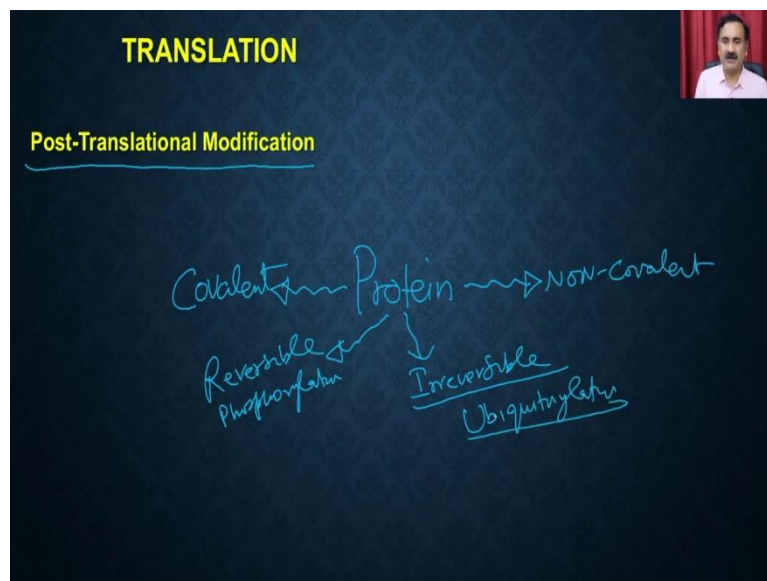 TRANSLATION
Post-Translational Modification
Covalent Protein Non-Covalent
Reversible Irreversible
Phosphorylation Ubiquitnylation